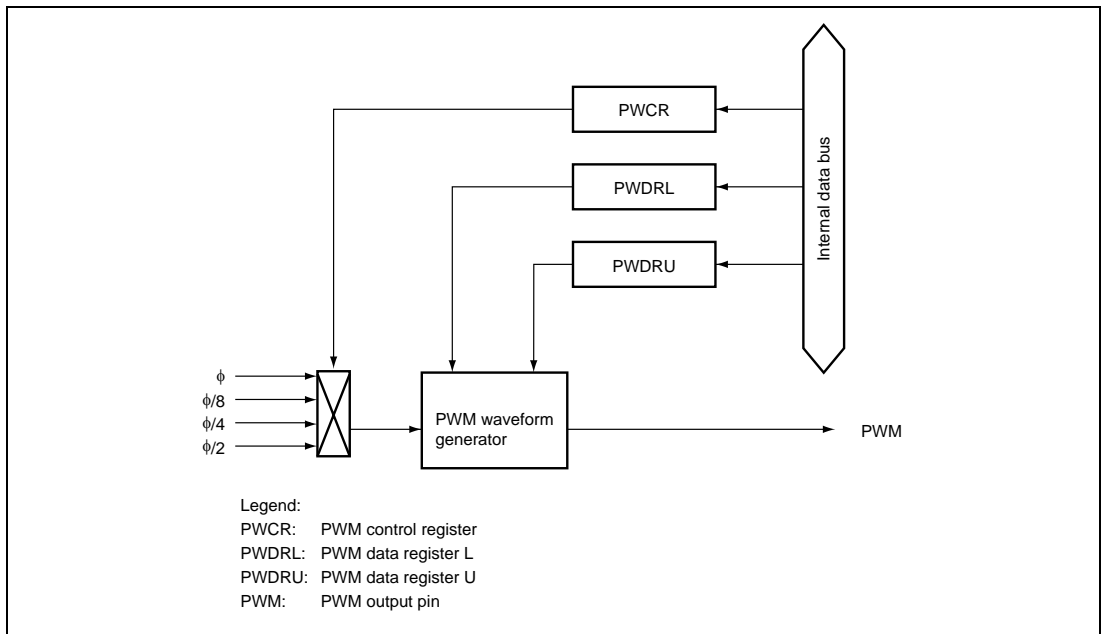 PWCR
PWDRL
PWDRU
Internal data bus
ϕ
ϕ/8
ϕ/4
ϕ/2
PWM waveform
generator
PWM
Legend:
PWCR: PWM control register
PWDRL: PWM data register L
PWDRU: PWM data register U
PWM: PWM output pin